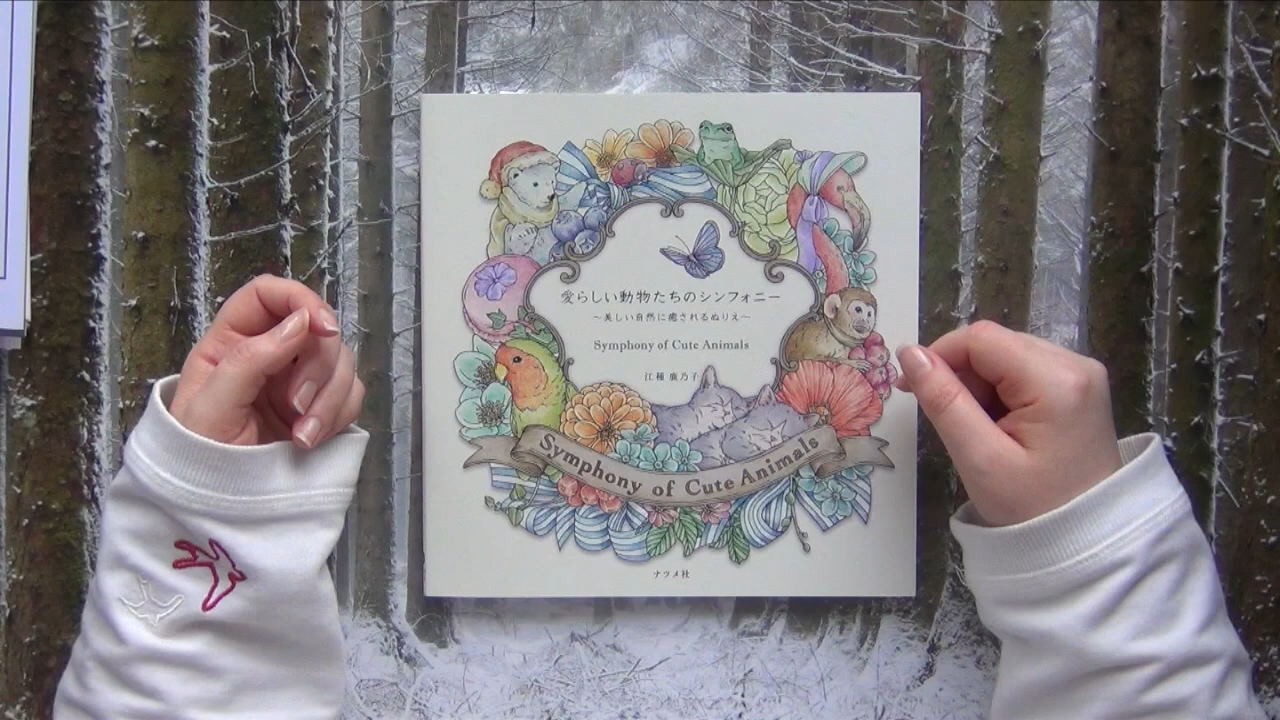 愛らしい動物たちのシンフォニー
～美しい自然に癒されるぬりえ～
Symphony of Cute Animals
江種 鹿乃子
Symphony of Cute Animals
ナツメ社